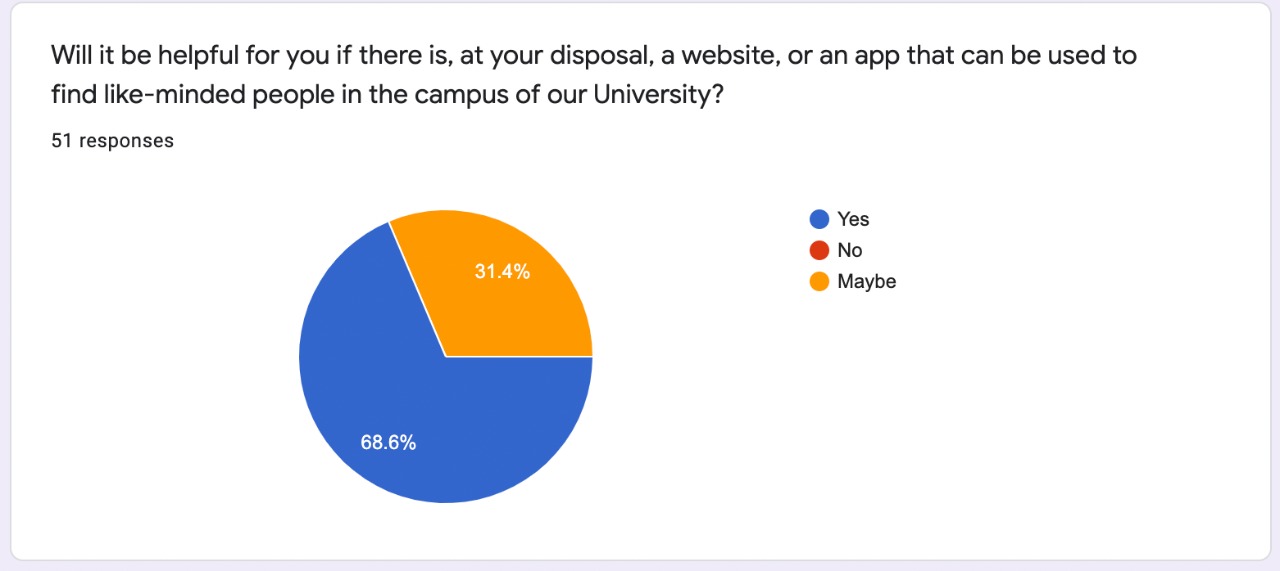 Will it be helpful for you if there is, at your disposal, a website, or an app that can be used to
find like-minded people in the campus of our University?
51 responses
Yes
No
Maybe
31.4%
68.6%